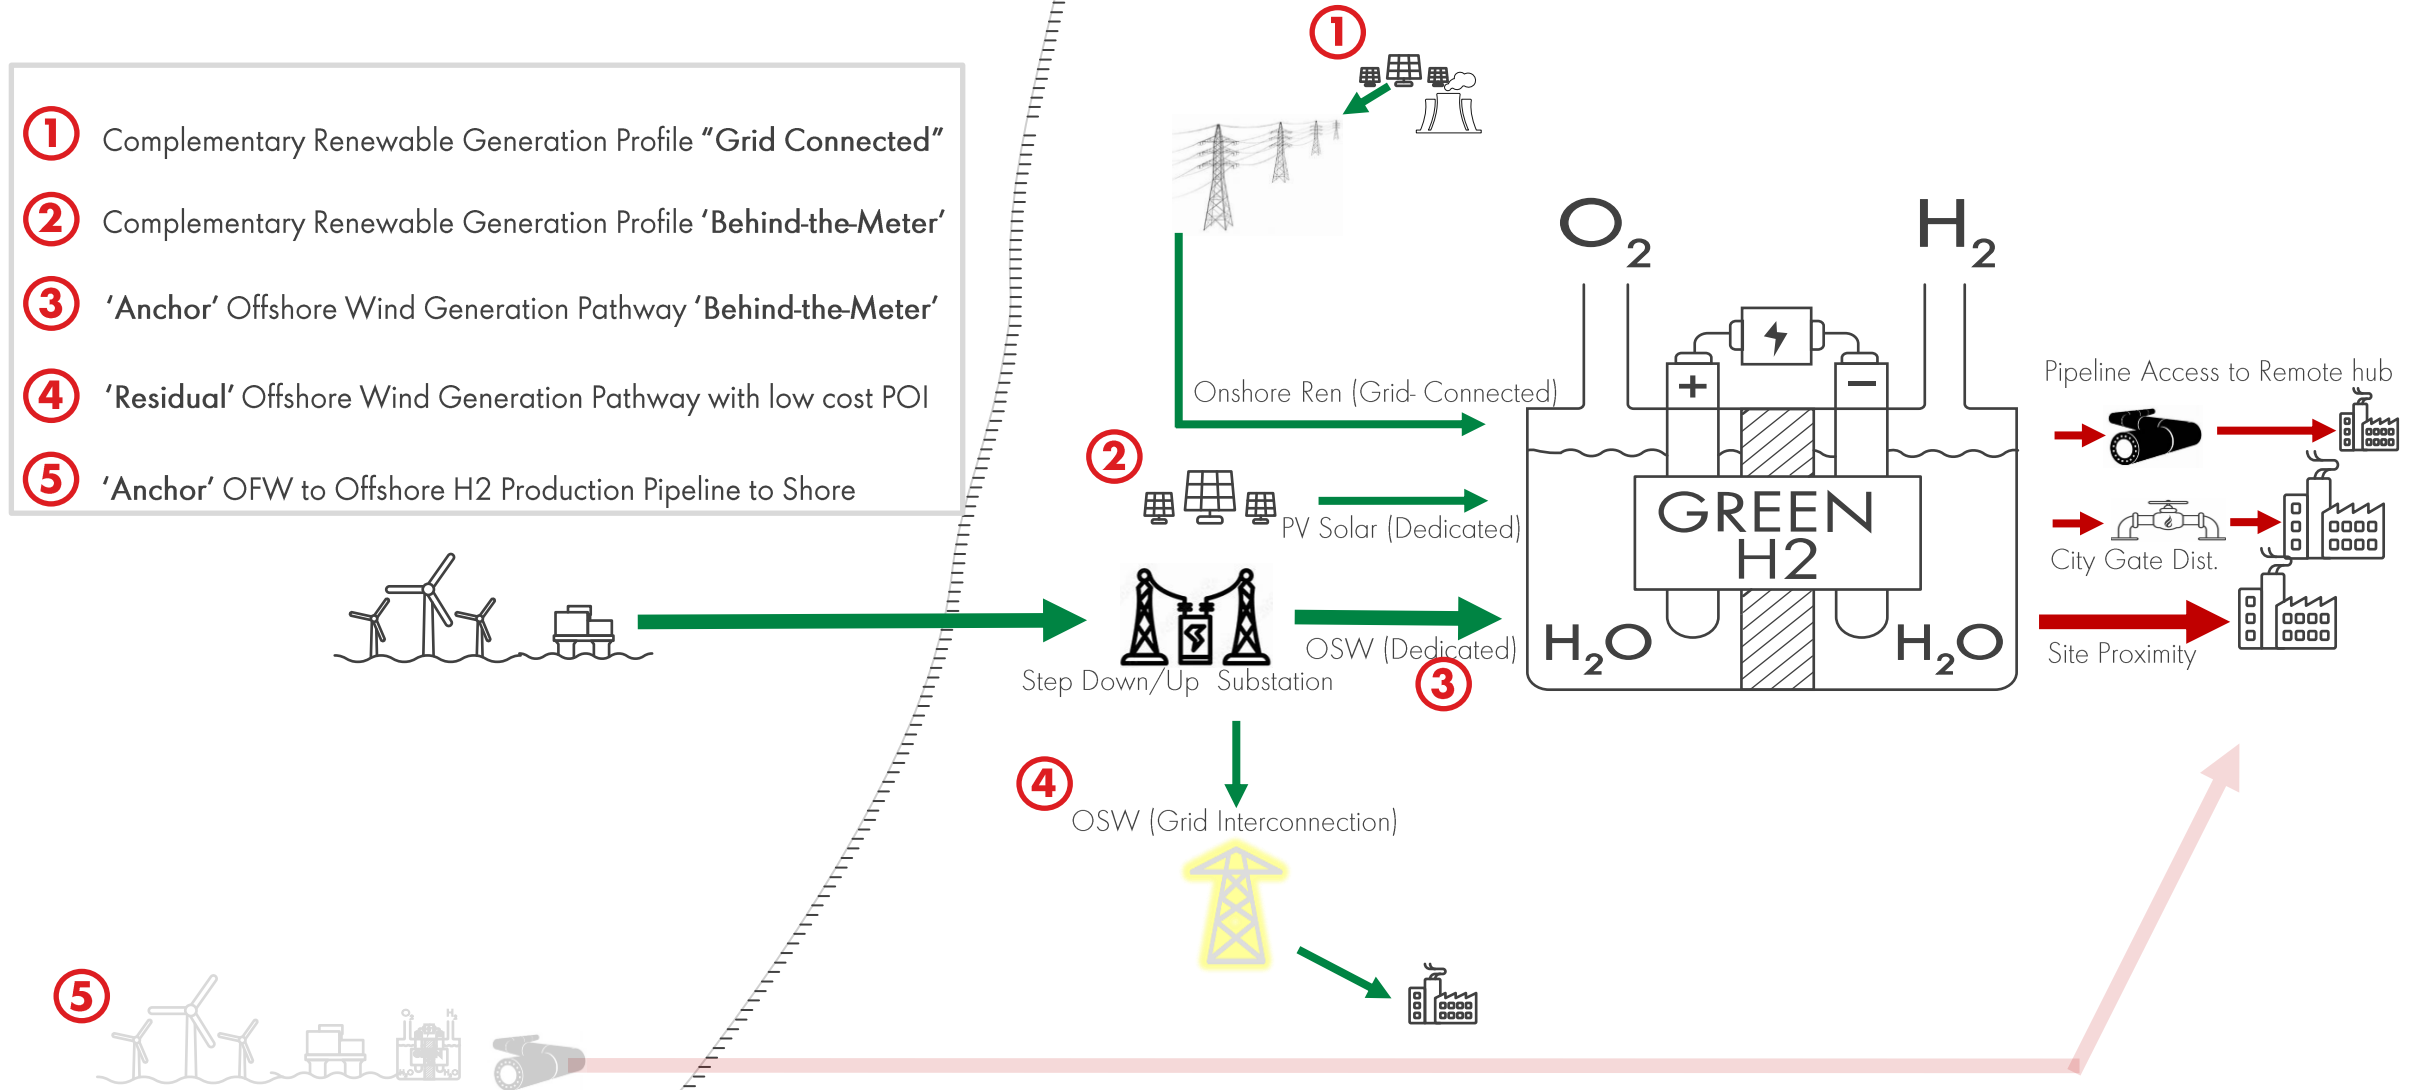 1
1 Complementary Renewable Generation Profile “Grid Connected”
2 Complementary Renewable Generation Profile ‘Behind-the-Meter’
3 ‘Anchor’ Offshore Wind Generation Pathway ‘Behind-the-Meter’
4 ‘Residual’ Offshore Wind Generation Pathway with low cost POI
5 ‘Anchor’ OFW to Offshore H2 Production Pipeline to Shore
O2 H2
+ −
Onshore Ren (Grid- Connected)
Pipeline Access to Remote hub
2
PV Solar (Dedicated)
GREEN
H2
City Gate Dist.
OSW (Dedicated)
H2O H2O
Site Proximity
Step Down/Up Substation
3
4
OSW (Grid Interconnection)
5
O2 H2
H2O H2O